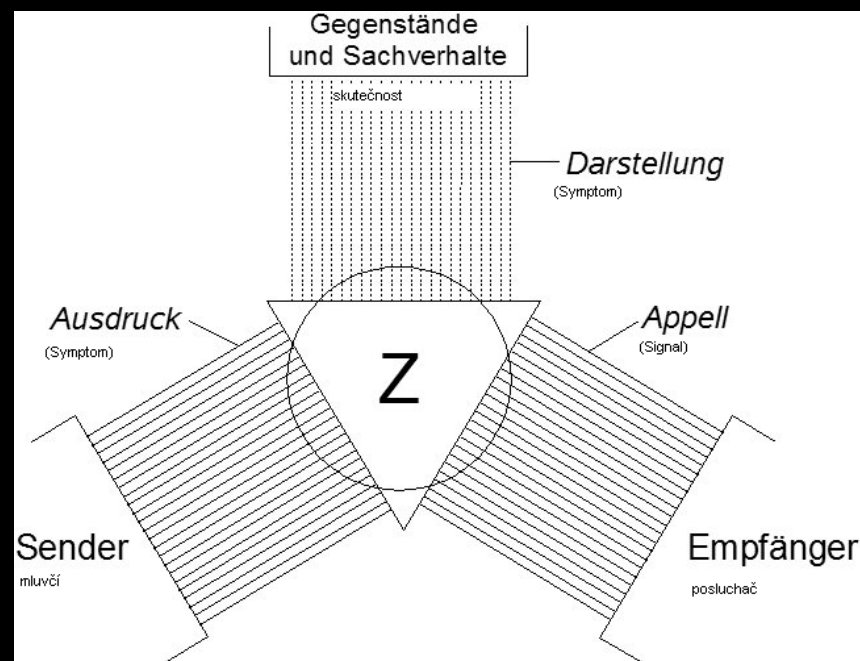 Gegenstände
und Sachverhalte
skutečnost
Darstellung
(Symptom)
Ausdruck
(Symptom)
Appell
(Signal)
Z
Sender
mluvčí
Empfänger
posluchač